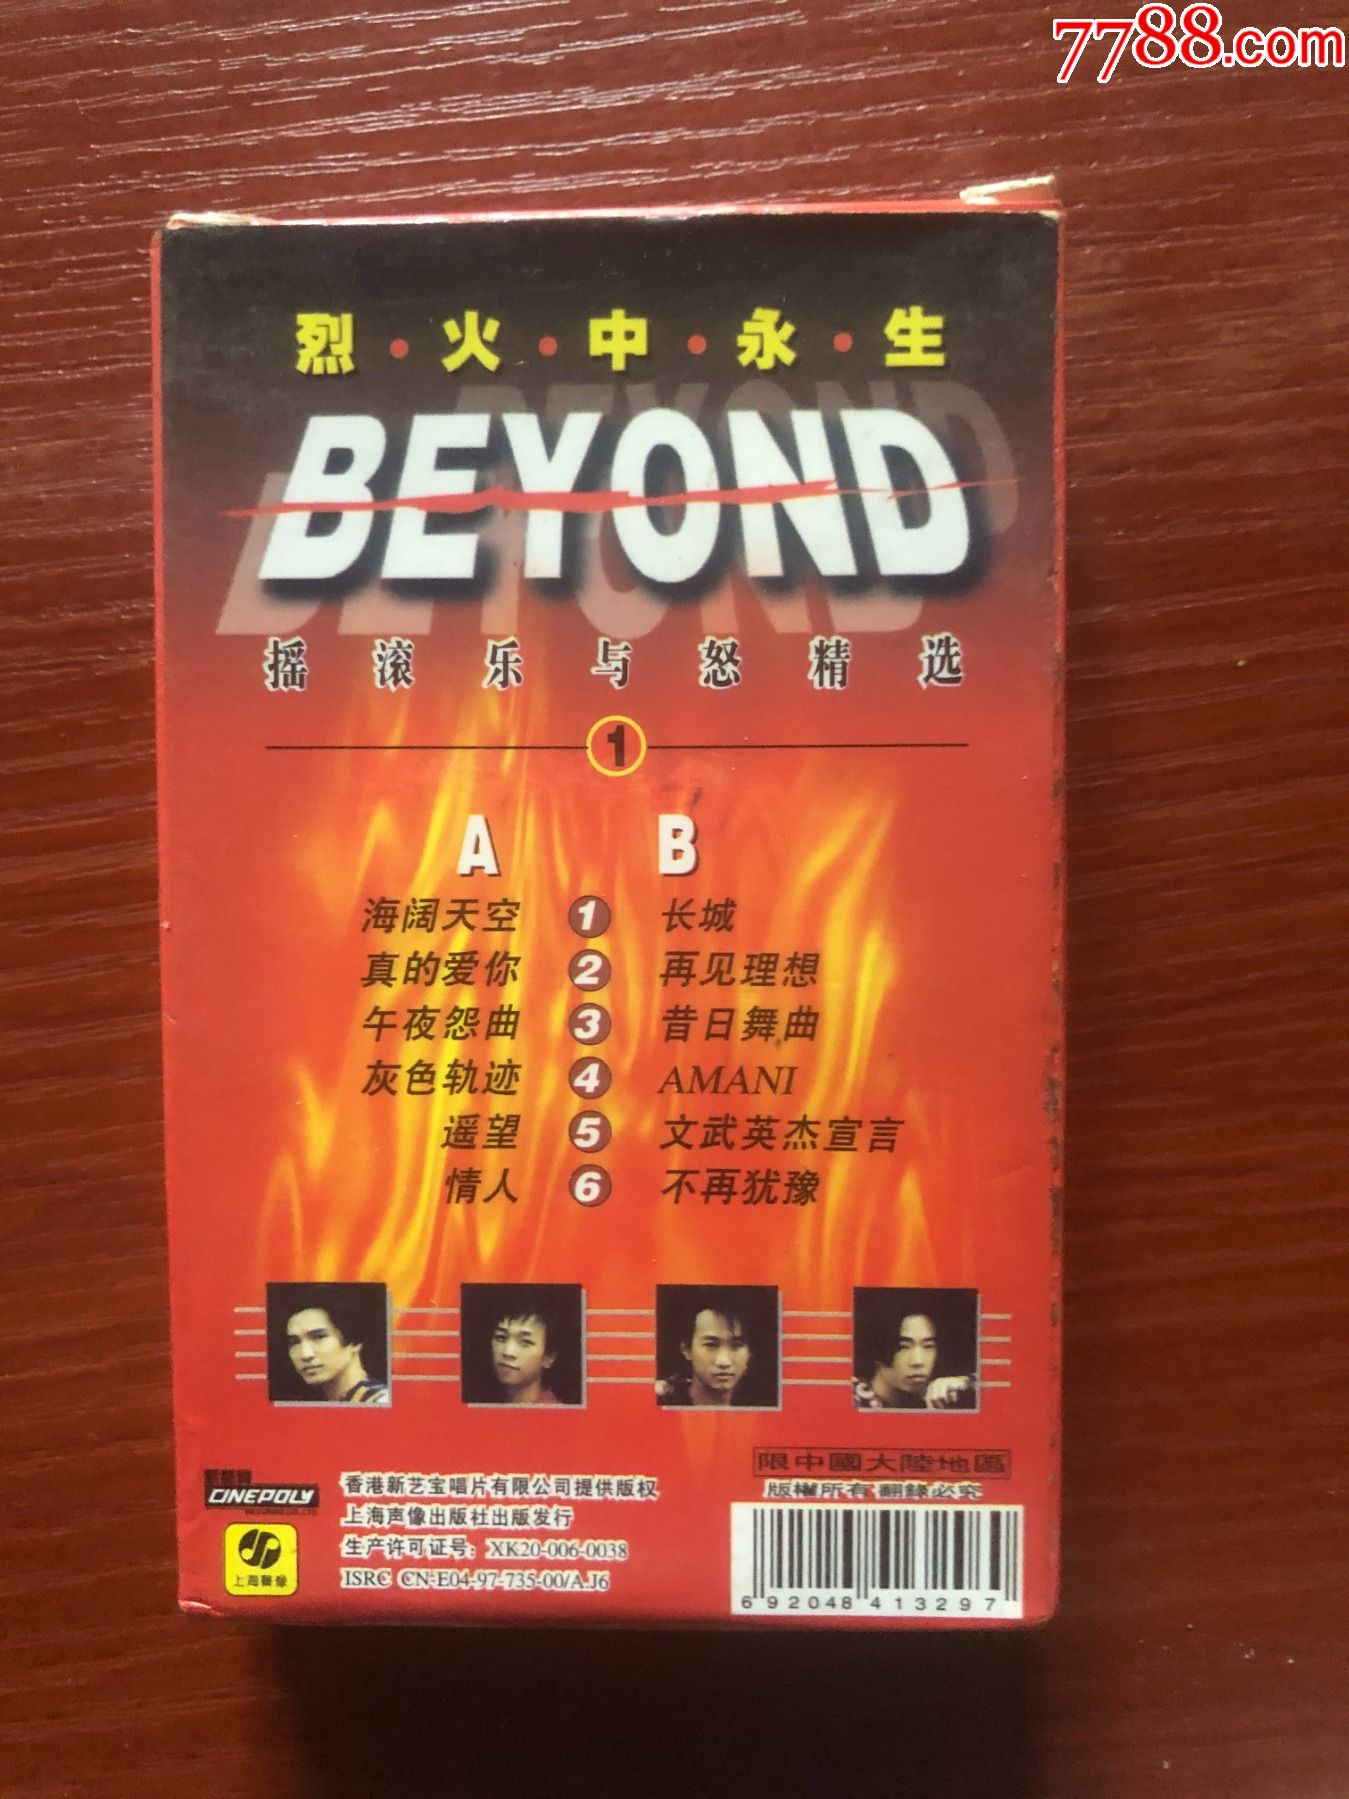 7788.com
烈·火·中·永·生
BEYOND
摇滚乐与怒精选
1
A B
海阔天空 1 长城
真的爱你 2 再见理想
午夜怨曲 3 昔日舞曲
灰色轨迹 4 AMANI
遥望 5 文武英杰宣言
情人 6 不再犹豫
限中國大陸地區
版權所有 翻錄必究
CINEPOLY
香港新艺宝唱片有限公司提供版权
上海声像出版社出版发行
生产许可证号：XK20-006-0038
ISRC CN-E04-97-735-00/A.J6
上海聲像
6 920484 13297